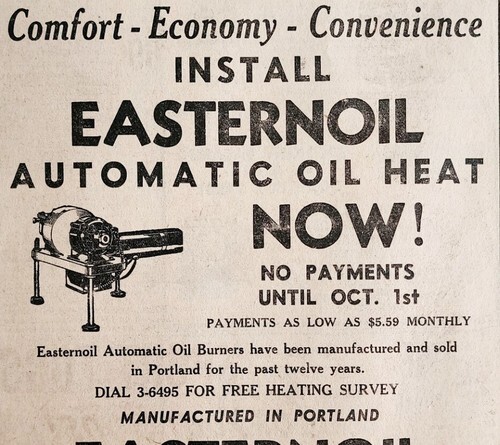 Comfort - Economy - Convenience
INSTALL
EASTERNOIL
AUTOMATIC OIL HEAT
NOW!
NO PAYMENTS
UNTIL OCT. 1st
PAYMENTS AS LOW AS $5.59 MONTHLY
Easternoil Automatic Oil Burners have been manufactured and sold
in Portland for the past twelve years.
DIAL 3-6495 FOR FREE HEATING SURVEY
MANUFACTURED IN PORTLAND
EASTERNOIL